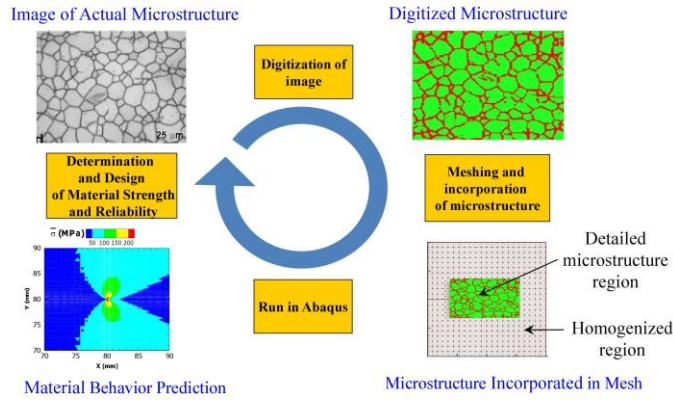 Image of Actual Microstructure
Digitized Microstructure
25 μm
Digitization of
image
Determination
and Design
of Material Strength
and Reliability
Meshing and
incorporation
of microstructure
σ (MPa)
50 100 150 200
90
85
80
75
70
Y (mm)
70 75 80 85 90
X (mm)
Run in Abaqus
Detailed
microstructure
region
Homogenized
region
Material Behavior Prediction
Microstructure Incorporated in Mesh